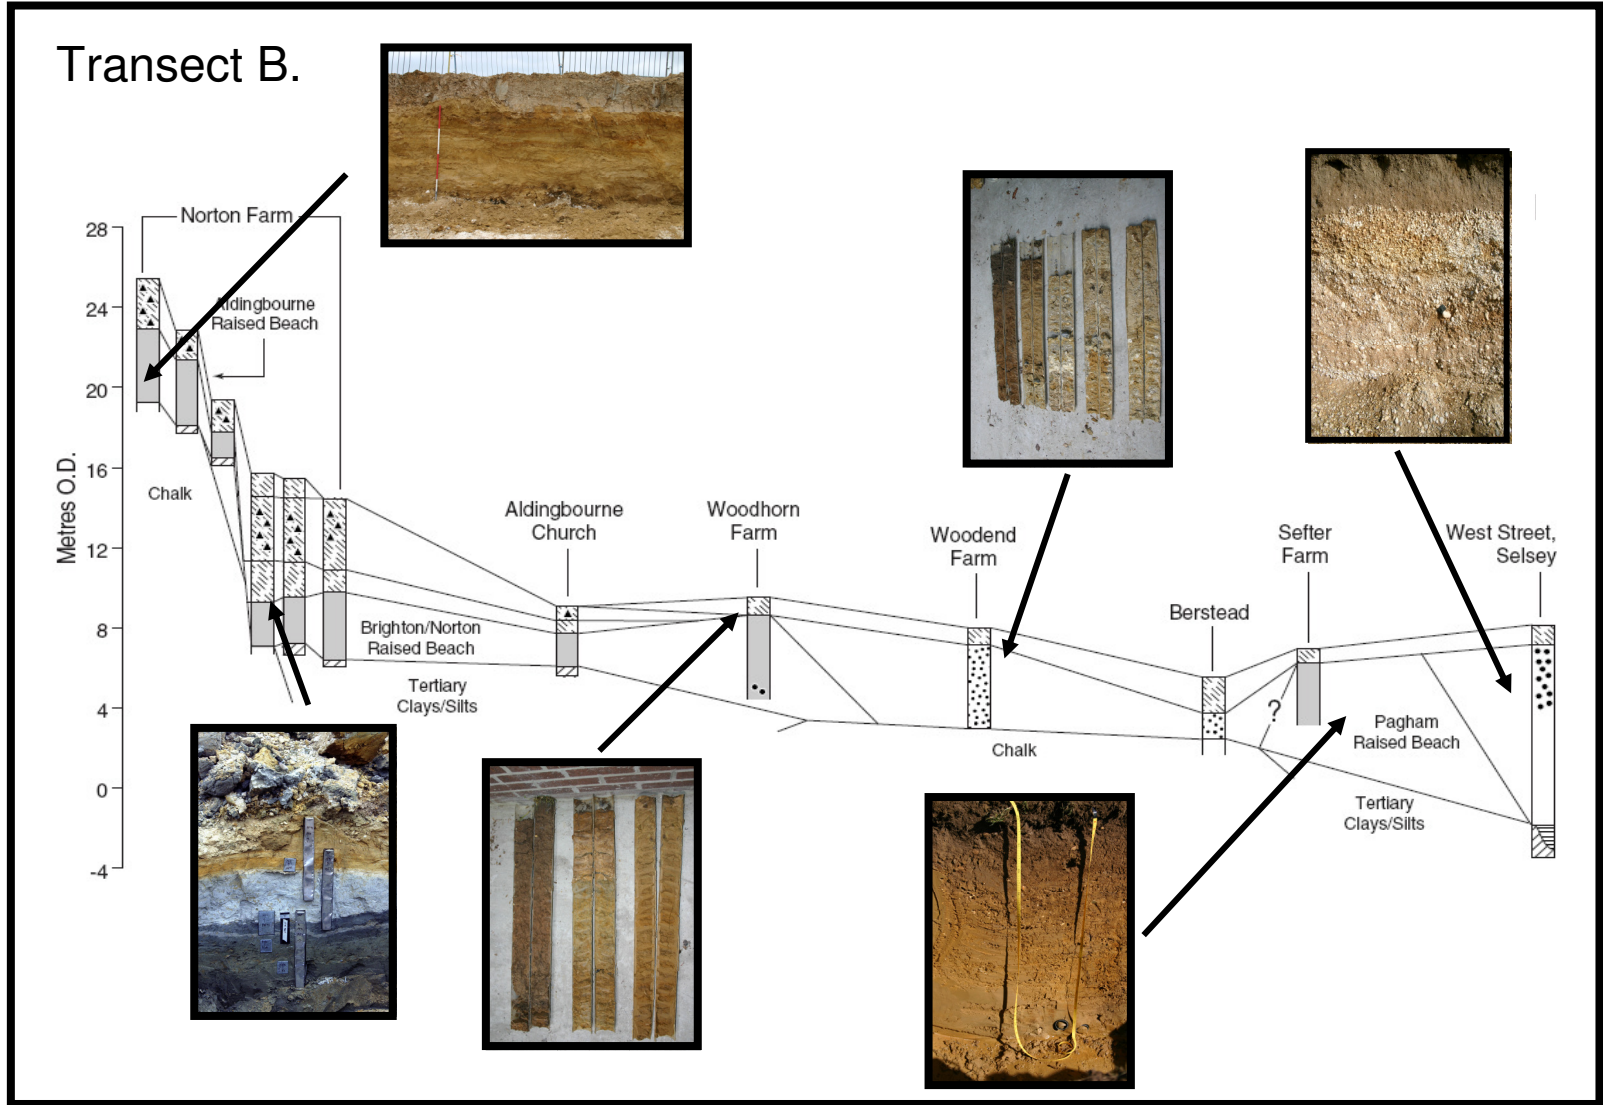 Transect B.
Norton Farm
28
24
20
16
12
8
4
0
-4
Metres O.D.
Aldingbourne
Raised Beach
Chalk
Brighton/Norton
Raised Beach
Tertiary
Clays/Silts
Aldingbourne
Church
Woodhorn
Farm
Woodend
Farm
Chalk
Berstead
Sefter
Farm
?
Pagham
Raised Beach
Tertiary
Clays/Silts
West Street,
Selsey